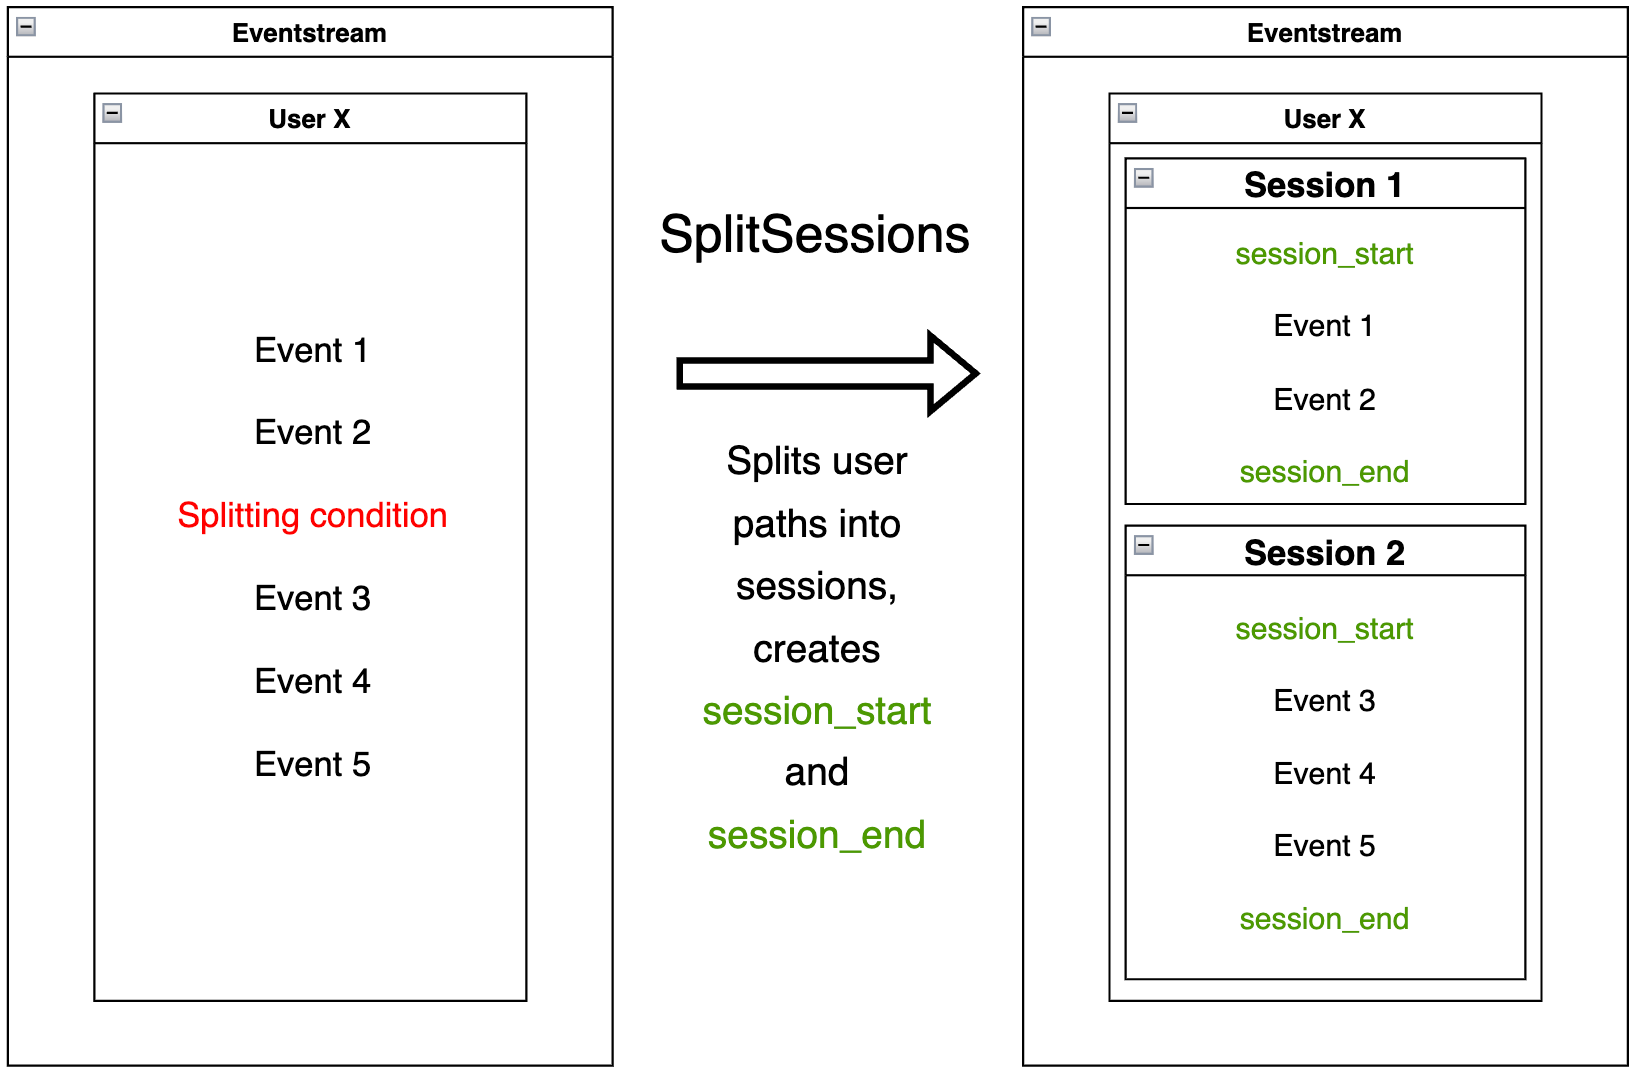 Eventstream
User X
Event 1
Event 2
Splitting condition
Event 3
Event 4
Event 5
SplitSessions
Splits user
paths into
sessions,
creates
session_start
and
session_end
Eventstream
User X
Session 1
session_start
Event 1
Event 2
session_end
Session 2
session_start
Event 3
Event 4
Event 5
session_end